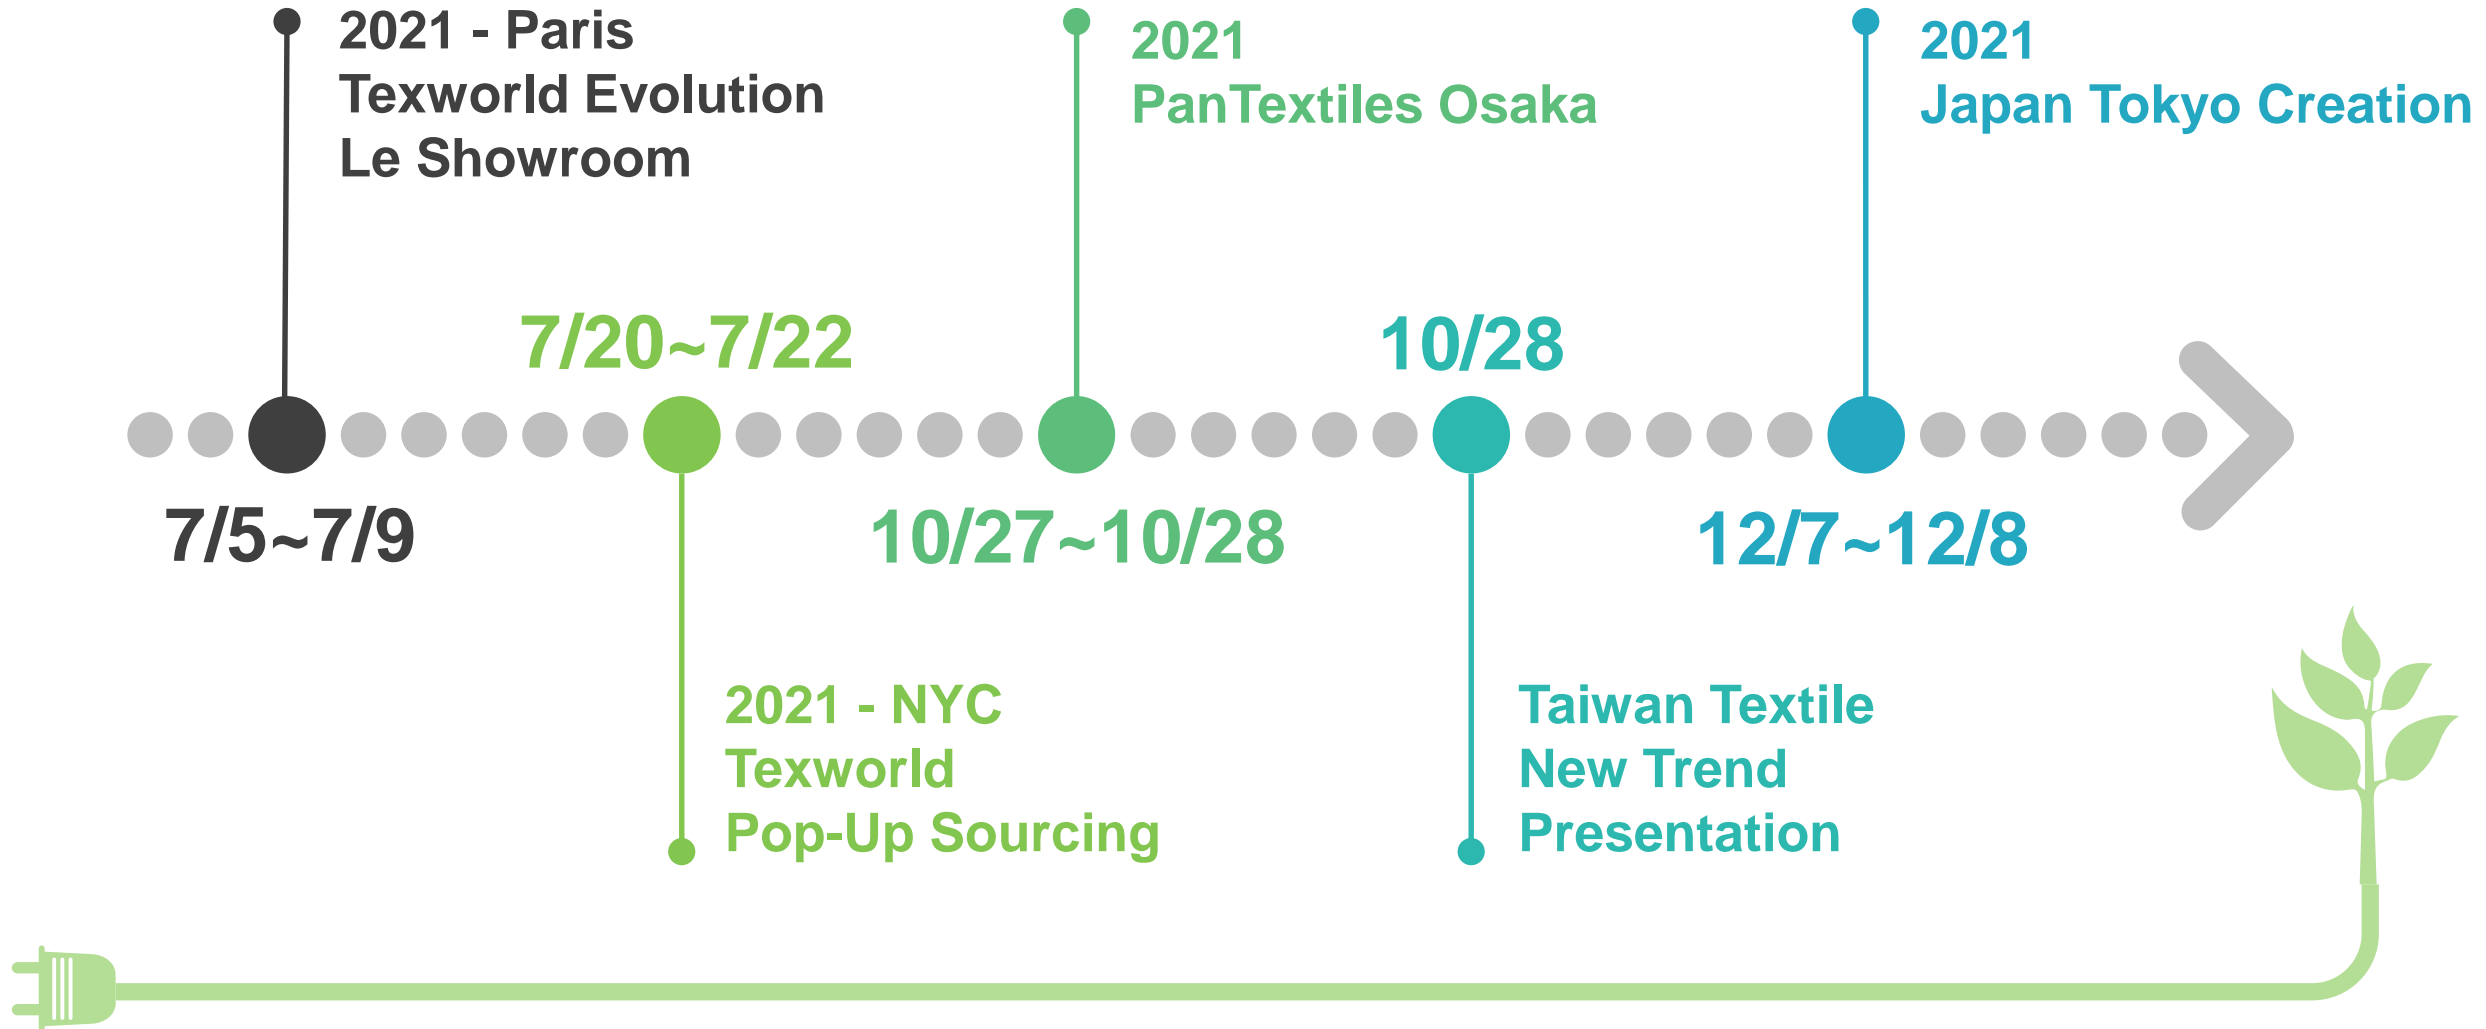 2021 - Paris
Texworld Evolution
Le Showroom
7/5~7/9
7/20~7/22
2021 - NYC
Texworld
Pop-Up Sourcing
2021
PanTextiles Osaka
10/27~10/28
10/28
Taiwan Textile
New Trend
Presentation
2021
Japan Tokyo Creation
12/7~12/8